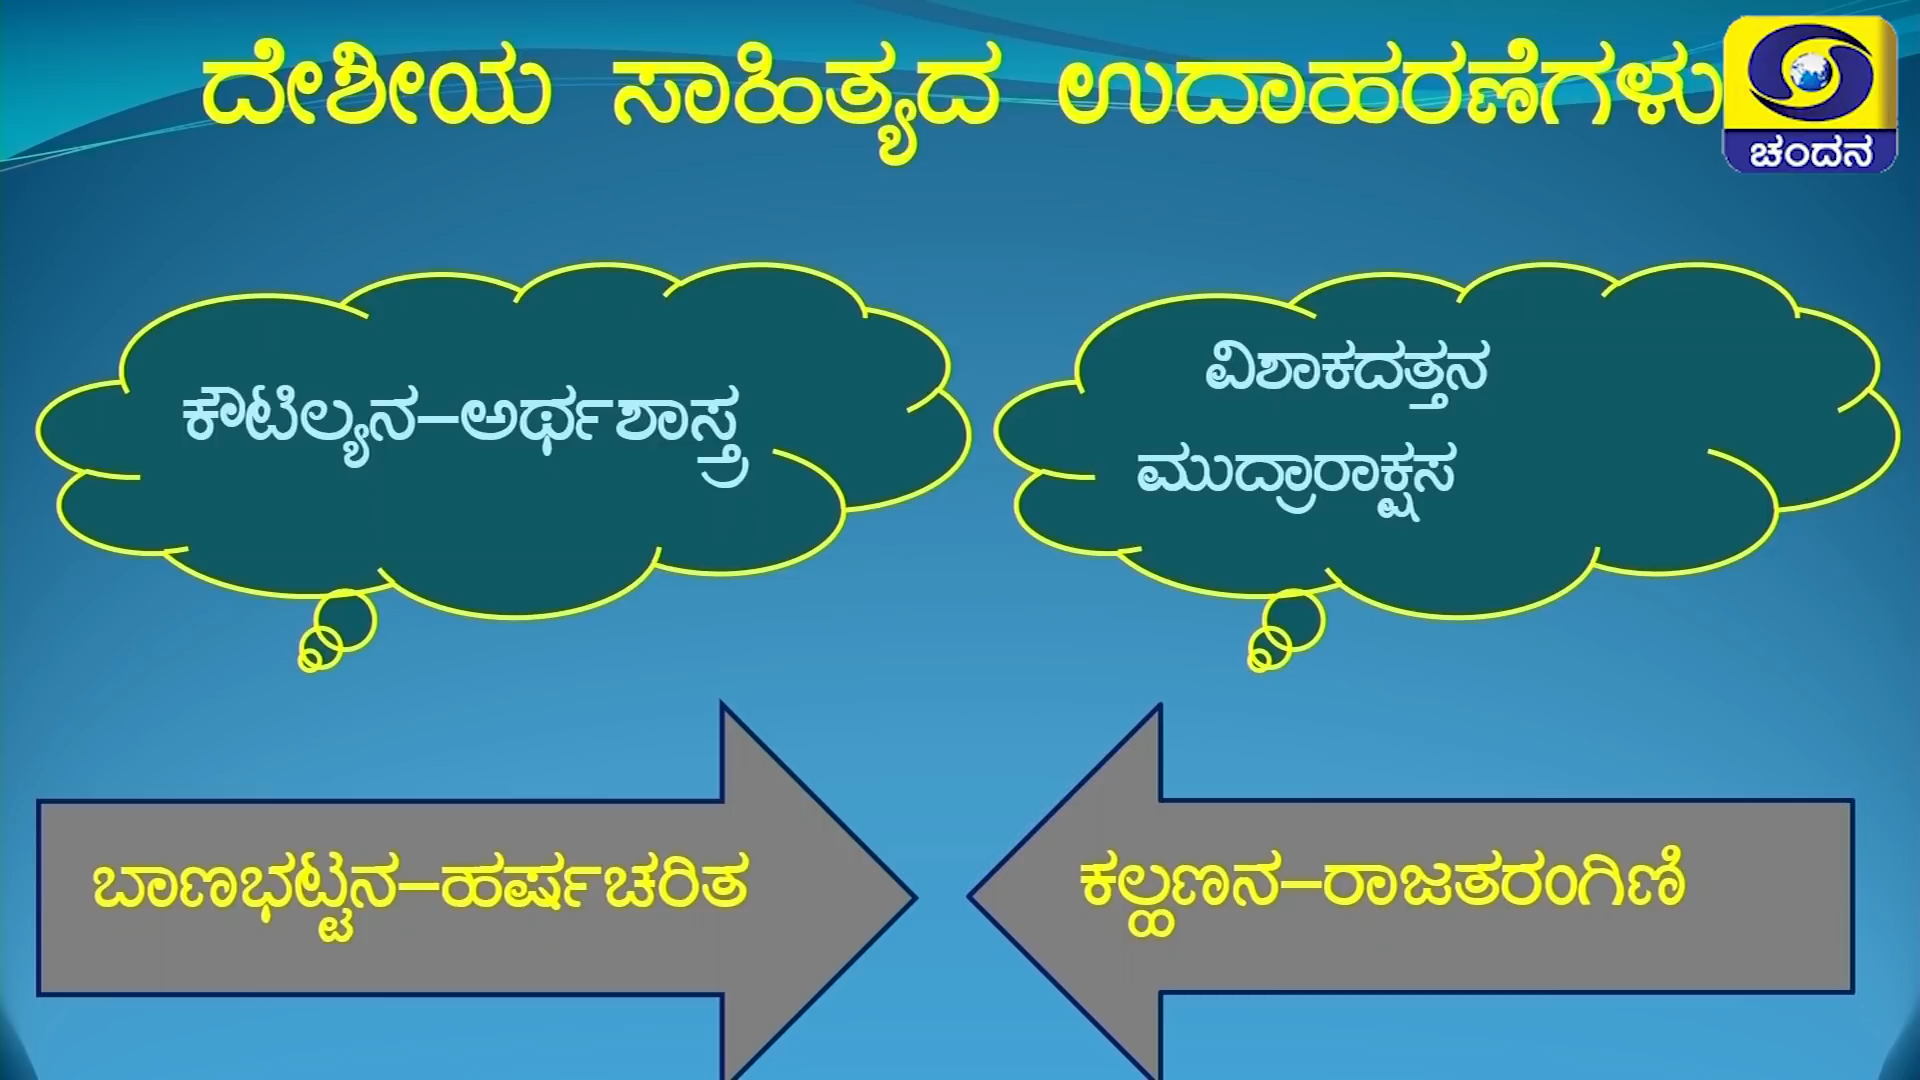 ದೇಶೀಯ ಸಾಹಿತ್ಯದ ಉದಾಹರಣೆಗಳು
ಚಂದನ
ಕೌಟಿಲ್ಯನ–ಅರ್ಥಶಾಸ್ತ್ರ
ವಿಶಾಕದತ್ತನ
ಮುದ್ರಾರಾಕ್ಷಸ
ಬಾಣಭಟ್ಟನ–ಹರ್ಷಚರಿತ
ಕಲ್ಹಣನ–ರಾಜತರಂಗಿಣಿ